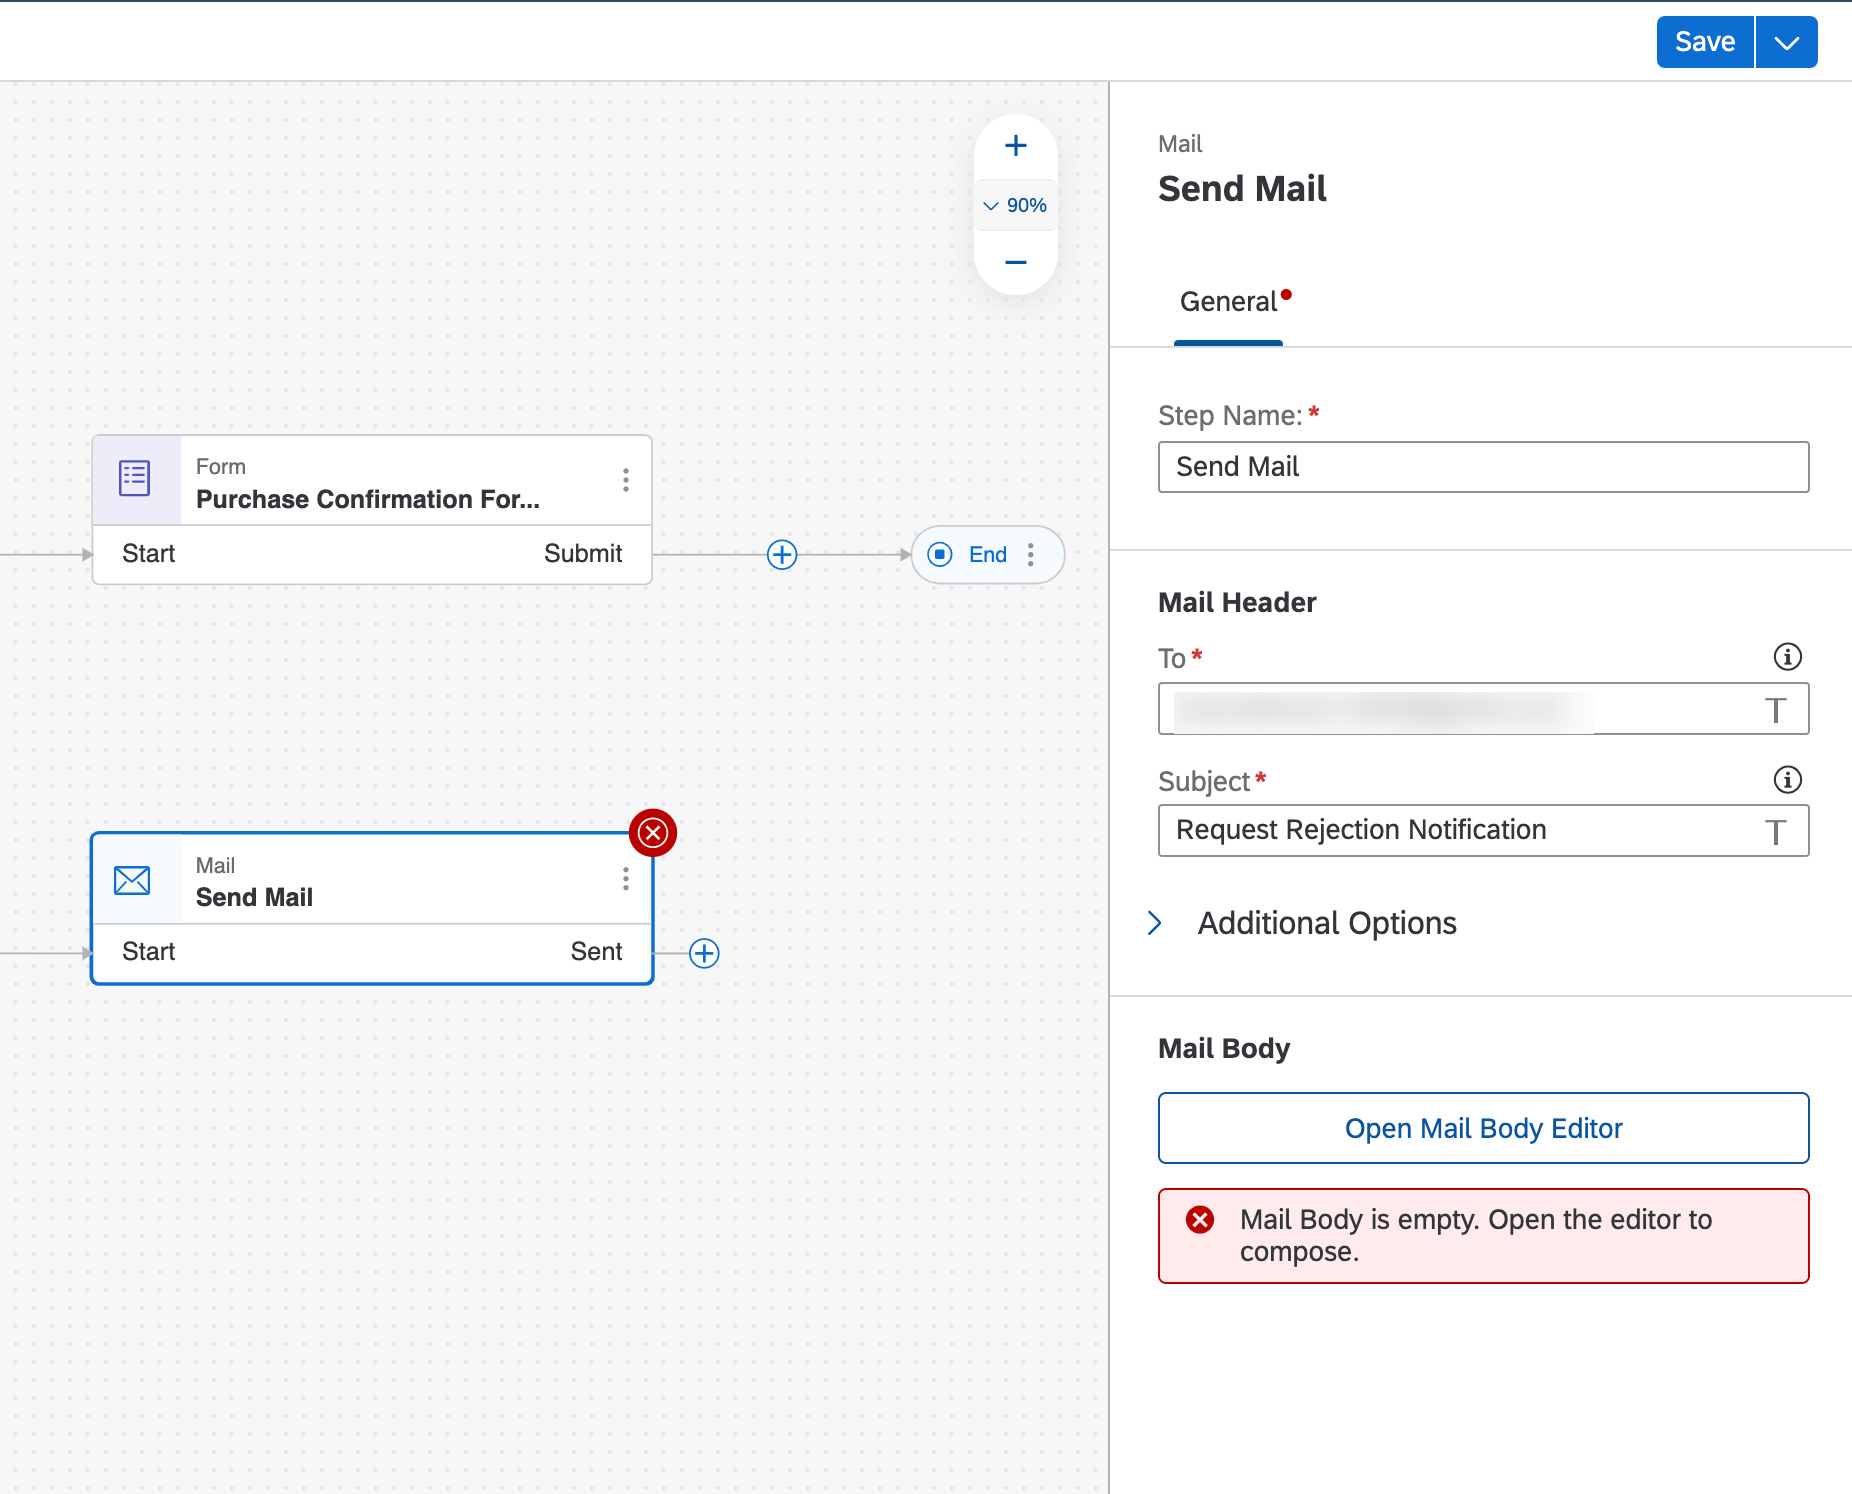 Save
90%
Form
Purchase Confirmation For...
Start
Submit
End
Mail
Send Mail
Start
Sent
Mail
Send Mail
General
Step Name: *
Send Mail
Mail Header
To *
T
Subject *
Request Rejection Notification
T
Additional Options
Mail Body
Open Mail Body Editor
Mail Body is empty. Open the editor to
compose.